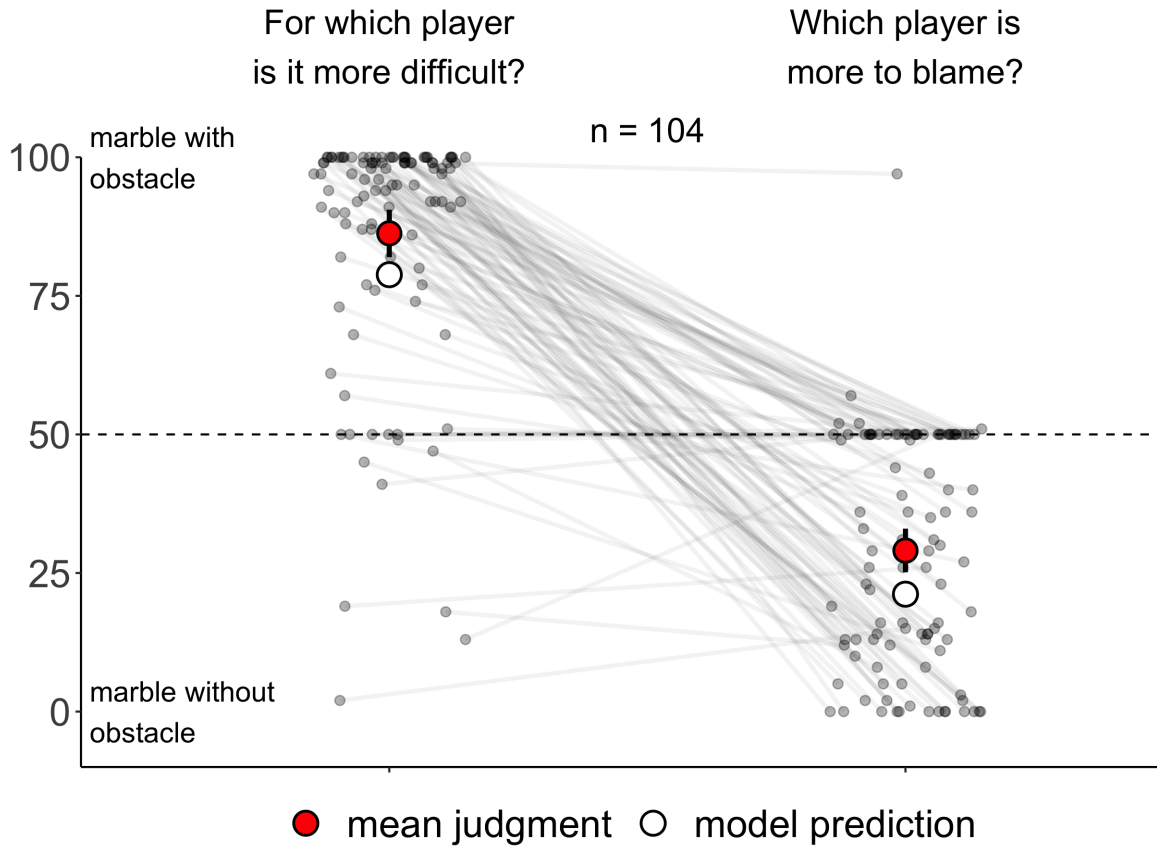 For which player
is it more difficult?
Which player is
more to blame?
n = 104
marble with
obstacle
100
75
50
25
0
marble without
obstacle
mean judgment
model prediction